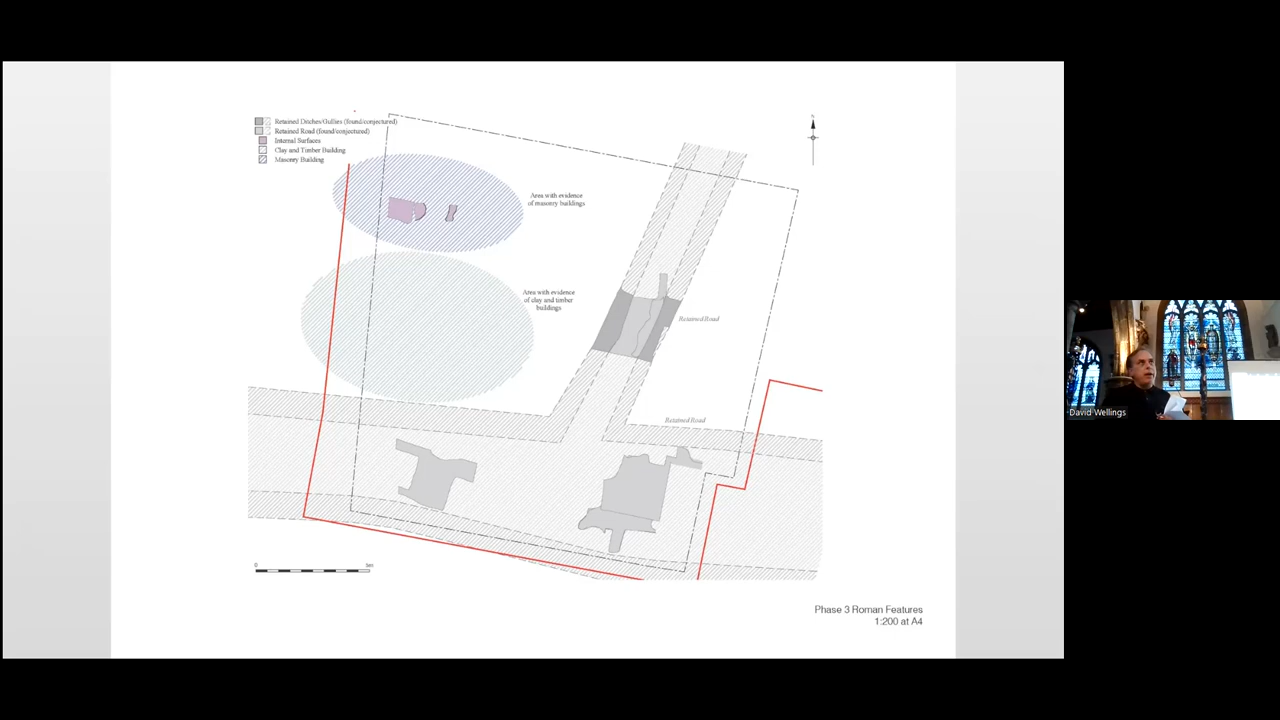 Retained Ditches/Gullies (found/conjectured)
Retained Road (found/conjectured)
Internal Surfaces
Clay and Timber Building
Masonry Building
N
Area with evidence
of masonry buildings
Area with evidence
of clay and timber
buildings
Retained Road
Retained Road
David Wellings
0
5m
Phase 3 Roman Features
1:200 at A4